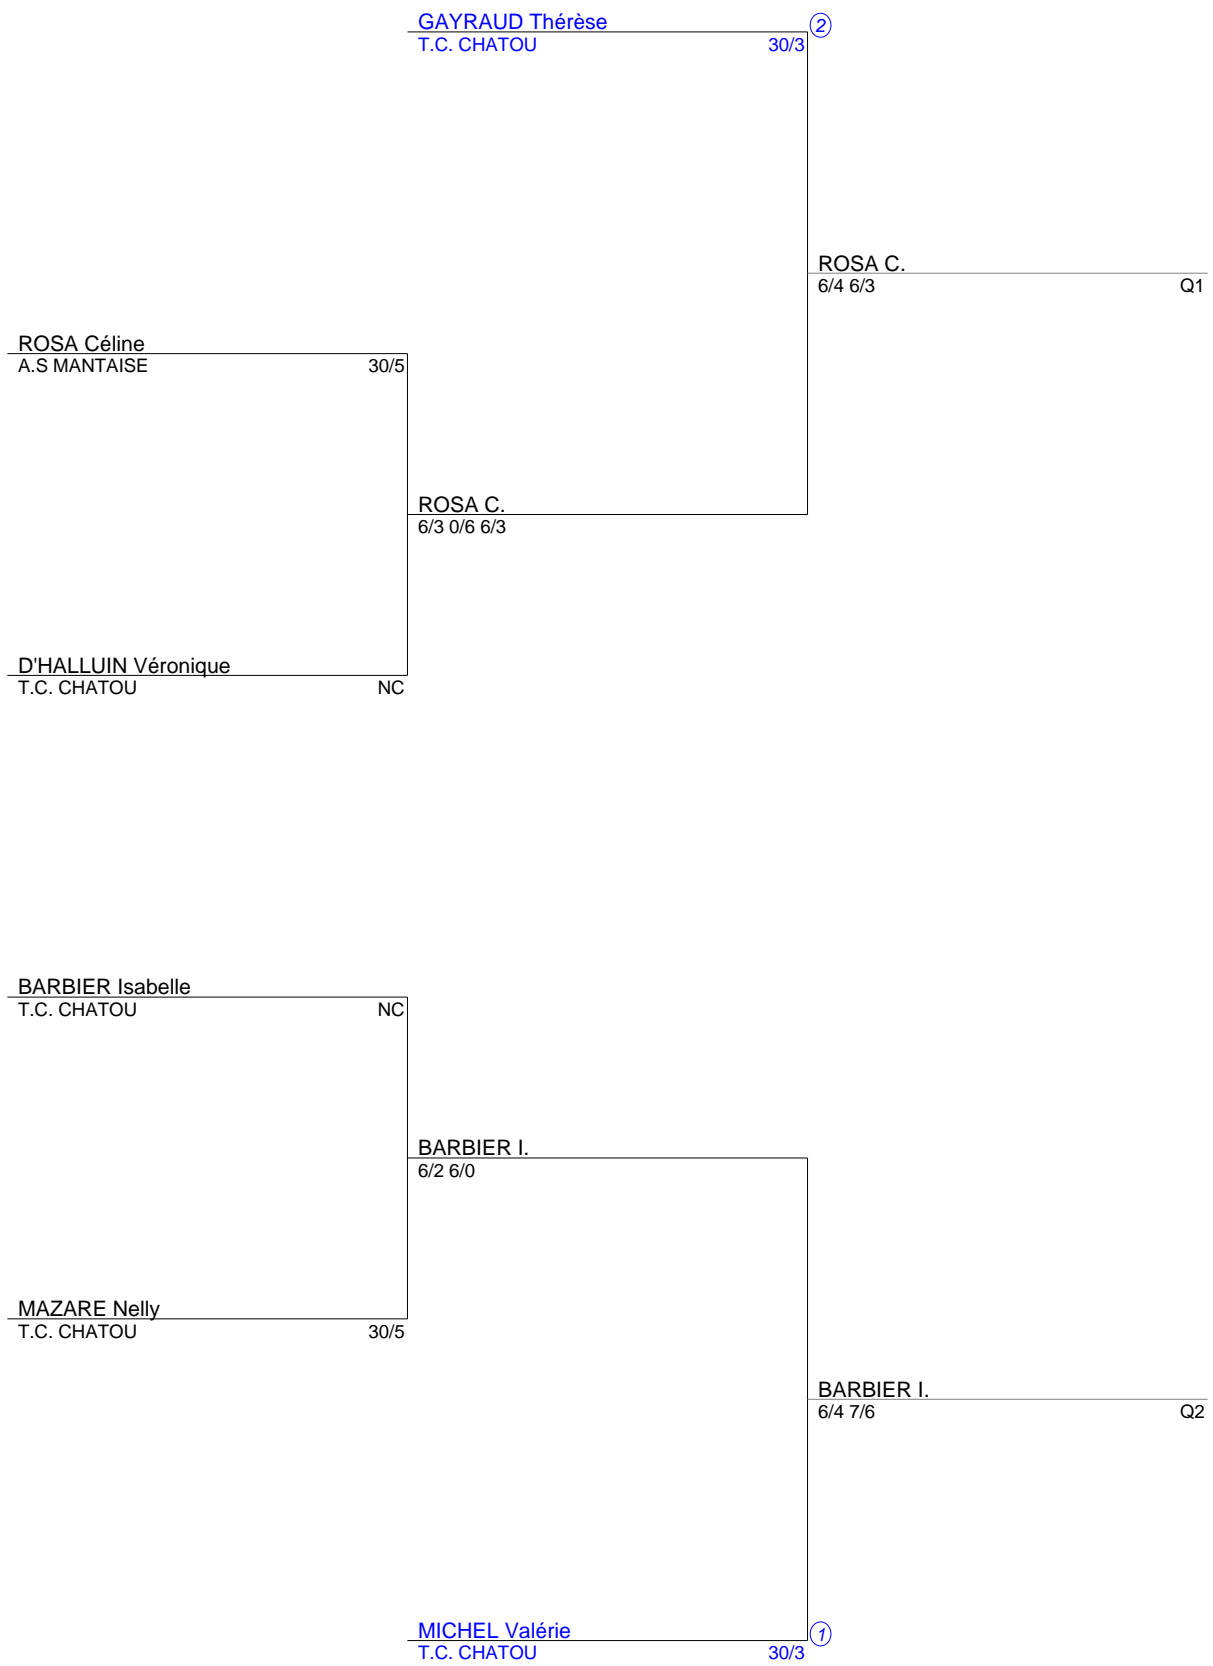 GAYRAUD Thérèse 2
T.C. CHATOU 30/3
ROSA C.
6/4 6/3 Q1
ROSA Céline
A.S MANTAISE 30/5
ROSA C.
6/3 0/6 6/3
D'HALLUIN Véronique
T.C. CHATOU NC
BARBIER Isabelle
T.C. CHATOU NC
BARBIER I.
6/2 6/0
MAZARE Nelly
T.C. CHATOU 30/5
BARBIER I.
6/4 7/6 Q2
MICHEL Valérie 1
T.C. CHATOU 30/3